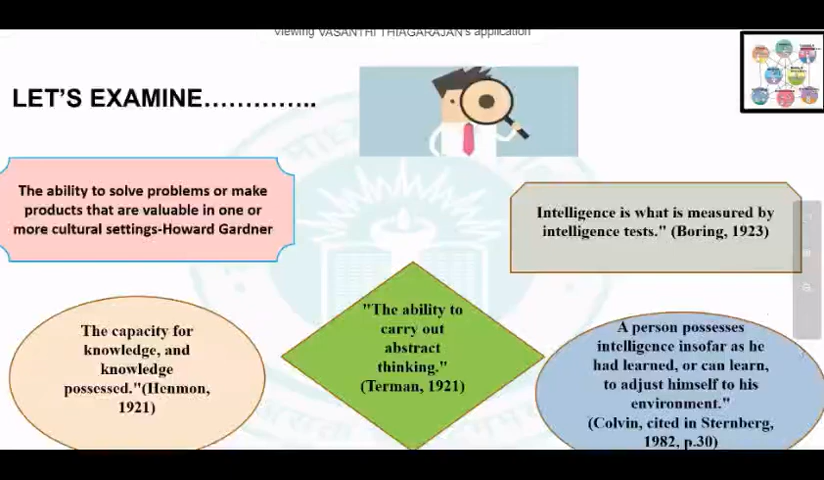 Viewing VASANTHI THIAGARAJAN's application
LET'S EXAMINE…………..
The ability to solve problems or make
products that are valuable in one or
more cultural settings-Howard Gardner
Intelligence is what is measured by
intelligence tests." (Boring, 1923)
The capacity for
knowledge, and
knowledge
possessed."(Henmon,
1921)
"The ability to
carry out
abstract
thinking."
(Terman, 1921)
A person possesses
intelligence insofar as he
had learned, or can learn,
to adjust himself to his
environment."
(Colvin, cited in Sternberg,
1982, p.30)